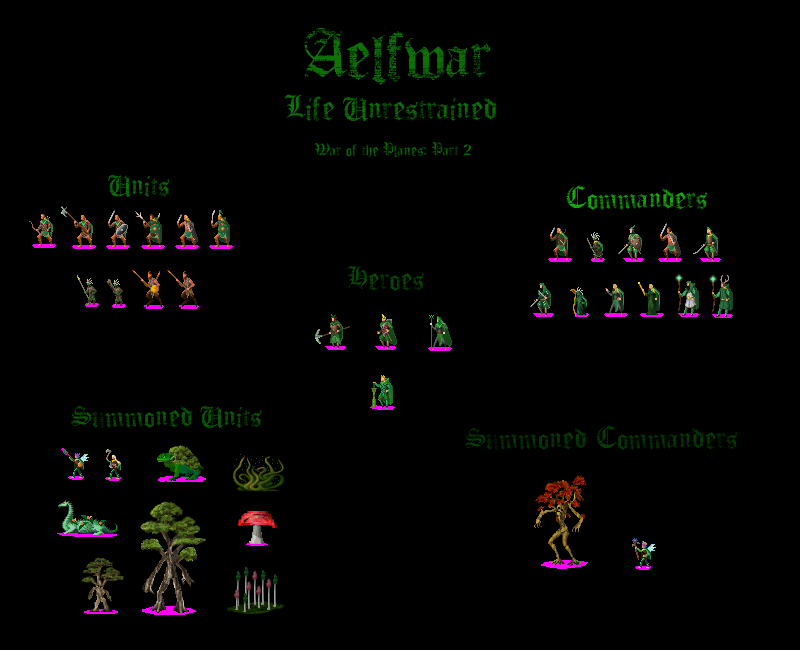 Aelfwar
Life Unrestrained
War of the Planes: Part 2
Units
Commanders
Heroes
Summoned Units
Summoned Commanders